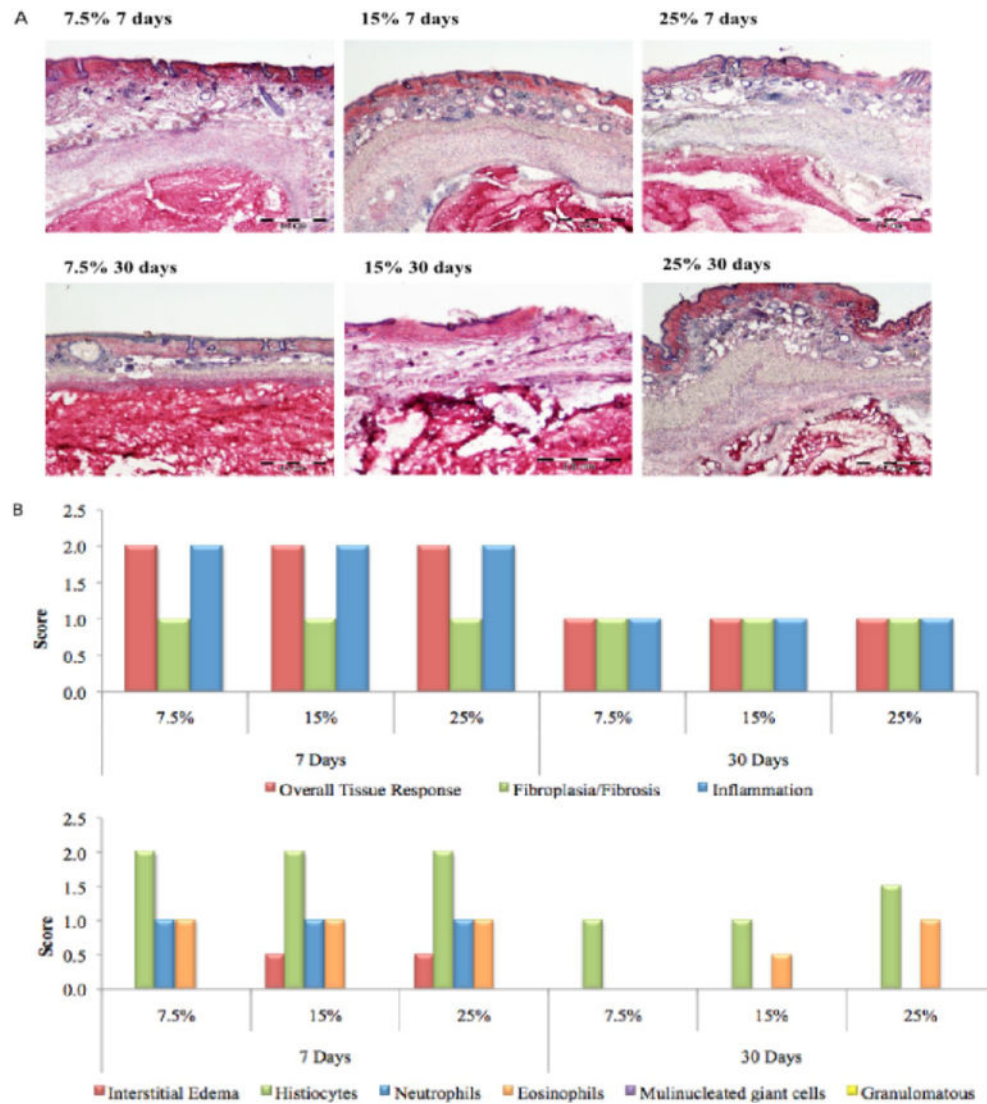 A
7.5% 7 days 15% 7 days 25% 7 days
7.5% 30 days 15% 30 days 25% 30 days
B
2.5
2.0
1.5
1.0
0.5
0.0
Score
7.5% 15% 25% 7.5% 15% 25%
7 Days 30 Days
Overall Tissue Response Fibroplasia/Fibrosis Inflammation
2.5
2.0
1.5
1.0
0.5
0.0
Score
7.5% 15% 25% 7.5% 15% 25%
7 Days 30 Days
Interstitial Edema Histiocytes Neutrophils Eosinophils Mulinucleated giant cells Granulomatous